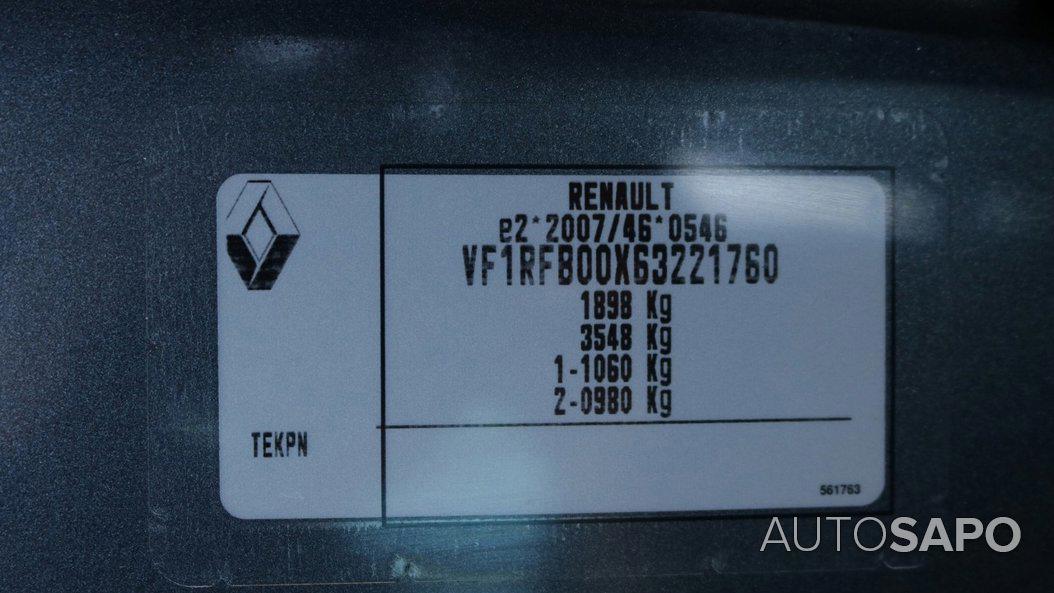 RENAULT
e2*2007/46*0546
VF1RFB00X63221760
1898 Kg
3548 Kg
1-1060 Kg
2-0980 Kg
TEKPN
561763
AUTOSAPO